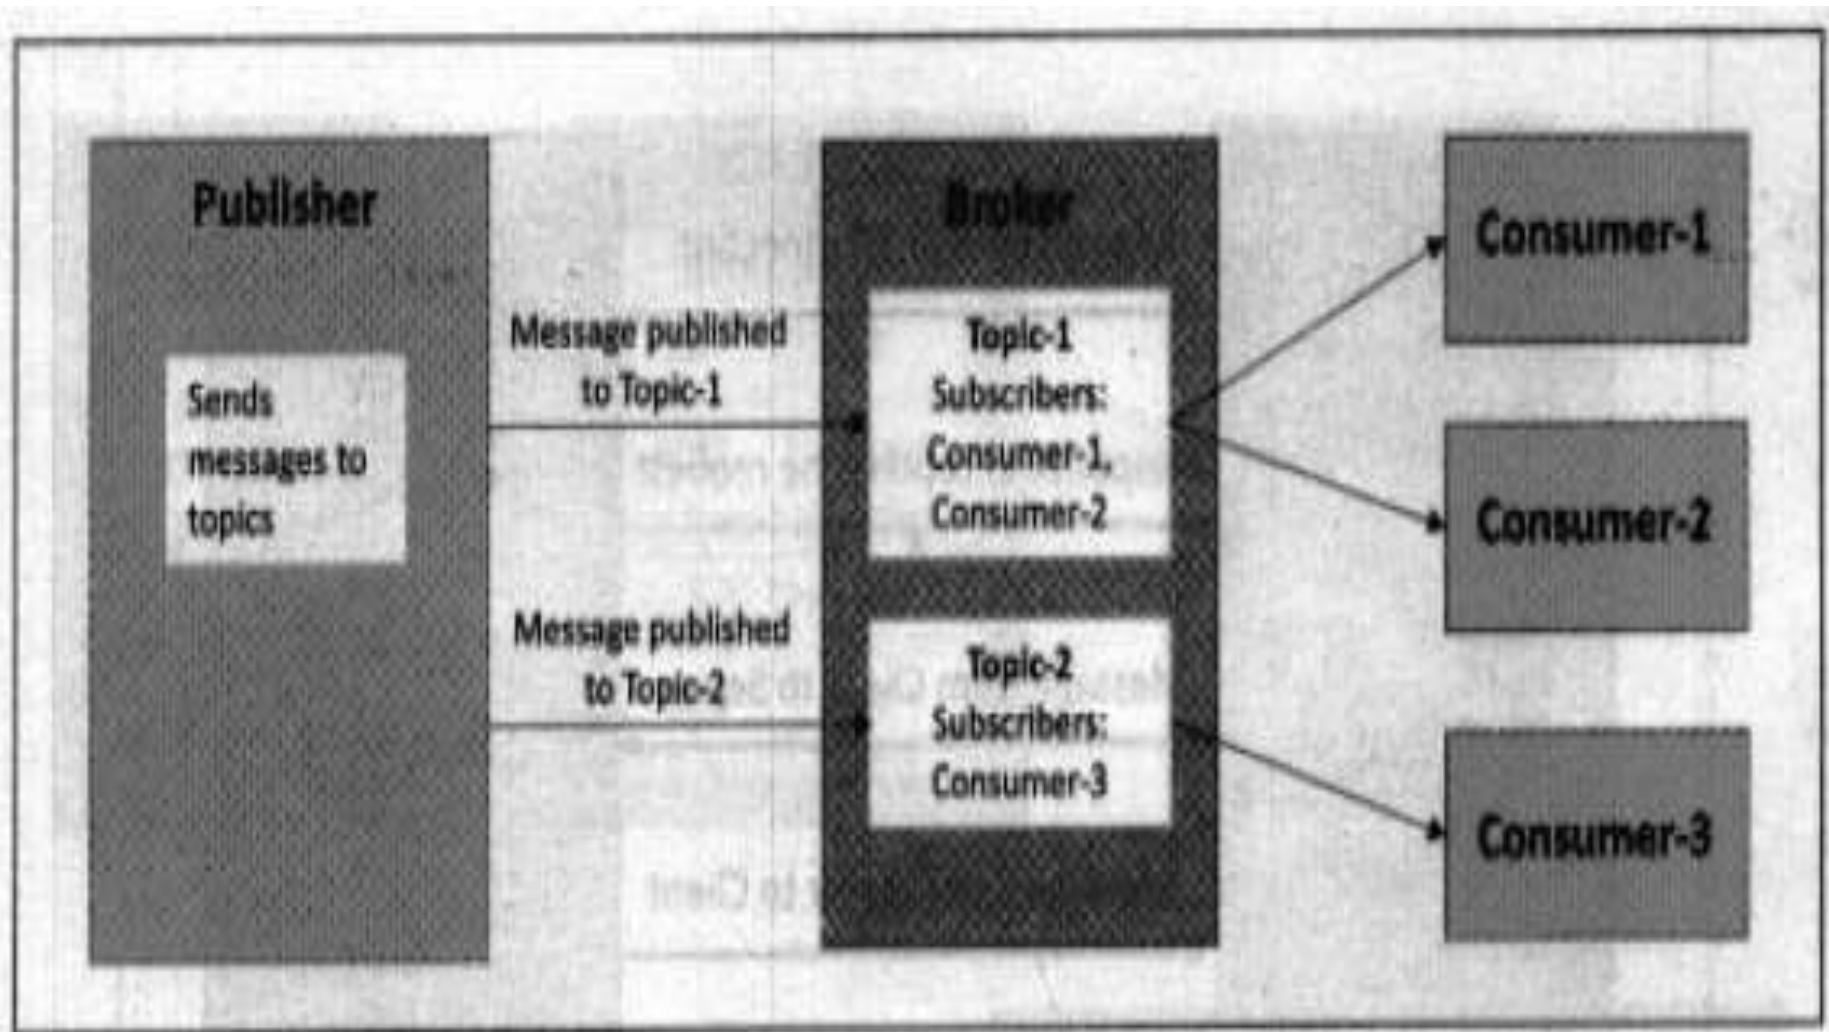 Publisher
Sends
messages to
topics
Message published
to Topic-1
Message published
to Topic-2
Broker
Topic-1
Subscribers:
Consumer-1,
Consumer-2
Topic-2
Subscribers:
Consumer-3
Consumer-1
Consumer-2
Consumer-3